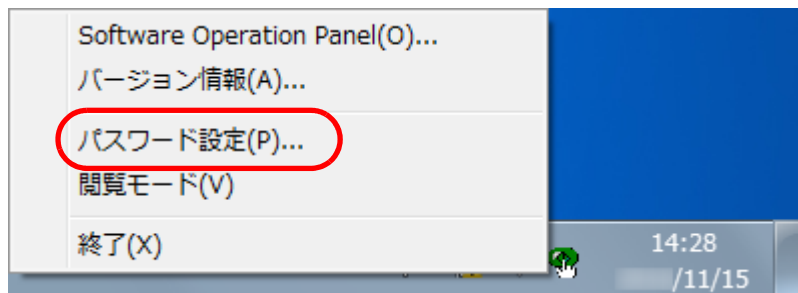 Software Operation Panel(O)...
バージョン情報(A)...
パスワード設定(P)...
閲覧モード(V)
終了(X)
14:28
/11/15